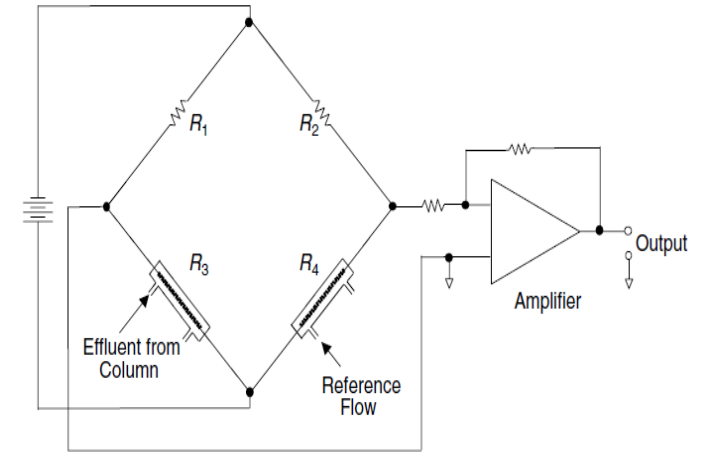 R1
R2
R3
R4
Output
Amplifier
Effluent from
Column
Reference
Flow